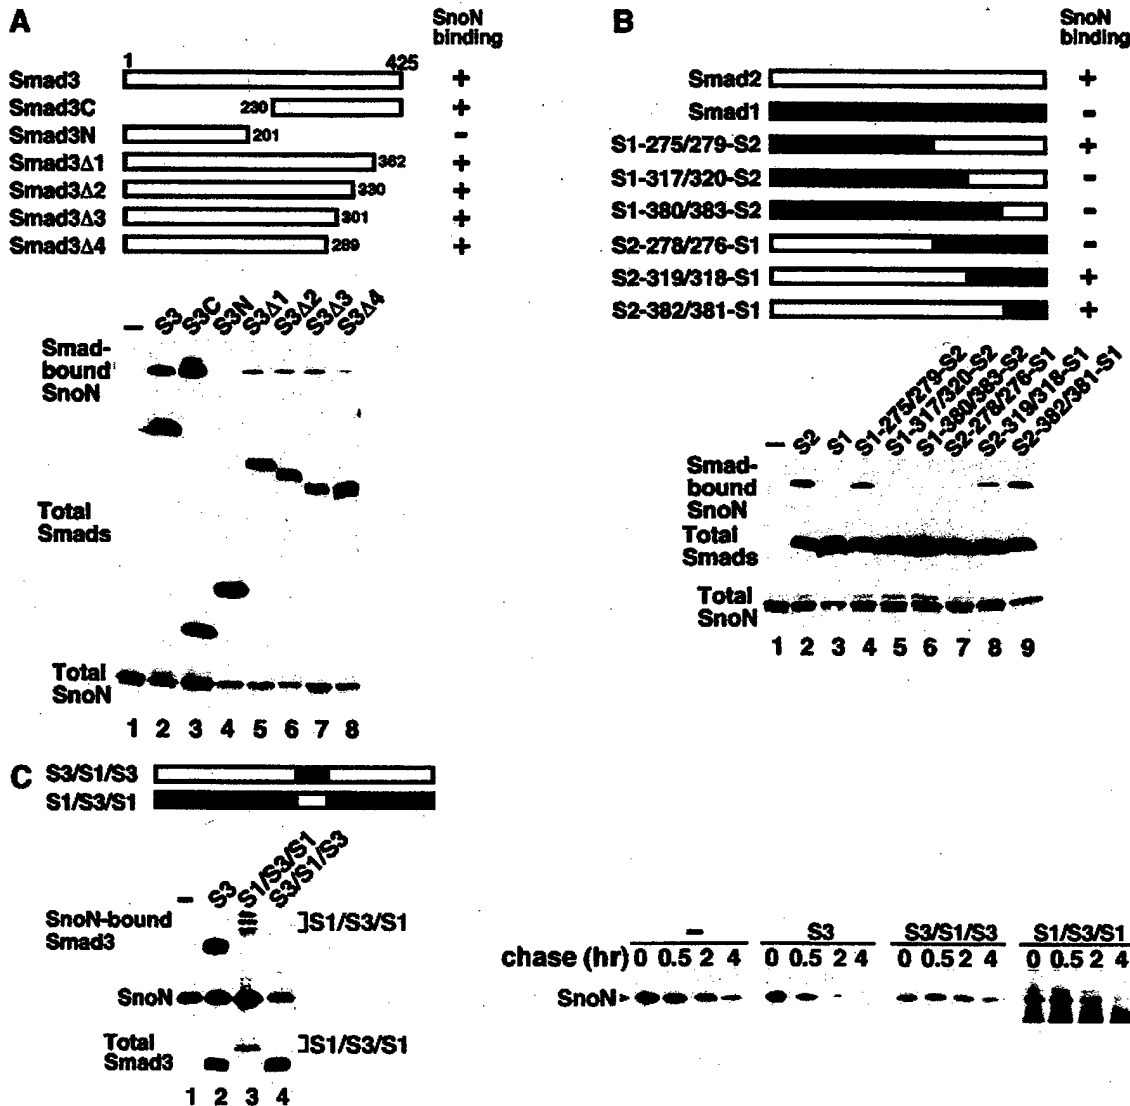 A
SnoN
binding
1 425
Smad3 +
Smad3C 230 +
Smad3N 201 -
Smad3Δ1 362 +
Smad3Δ2 330 +
Smad3Δ3 301 +
Smad3Δ4 289 +
– S3 S3C S3N S3Δ1 S3Δ2 S3Δ3 S3Δ4
Smad-
bound
SnoN
Total
Smads
Total
SnoN
1 2 3 4 5 6 7 8
B
SnoN
binding
Smad2 +
Smad1 -
S1-275/279-S2 +
S1-317/320-S2 -
S1-380/383-S2 -
S2-278/276-S1 -
S2-319/318-S1 +
S2-382/381-S1 +
– S2 S1 S1-275/279-S2 S1-317/320-S2 S1-380/383-S2 S2-278/276-S1 S2-319/318-S1 S2-382/381-S1
Smad-
bound
SnoN
Total
Smads
Total
SnoN
1 2 3 4 5 6 7 8 9
C
S3/S1/S3
S1/S3/S1
– S3 S1/S3/S1 S3/S1/S3
SnoN-bound
Smad3
]S1/S3/S1
SnoN
Total
Smad3
]S1/S3/S1
1 2 3 4
– S3 S3/S1/S3 S1/S3/S1
chase (hr) 0 0.5 2 4 0 0.5 2 4 0 0.5 2 4 0 0.5 2 4
SnoN